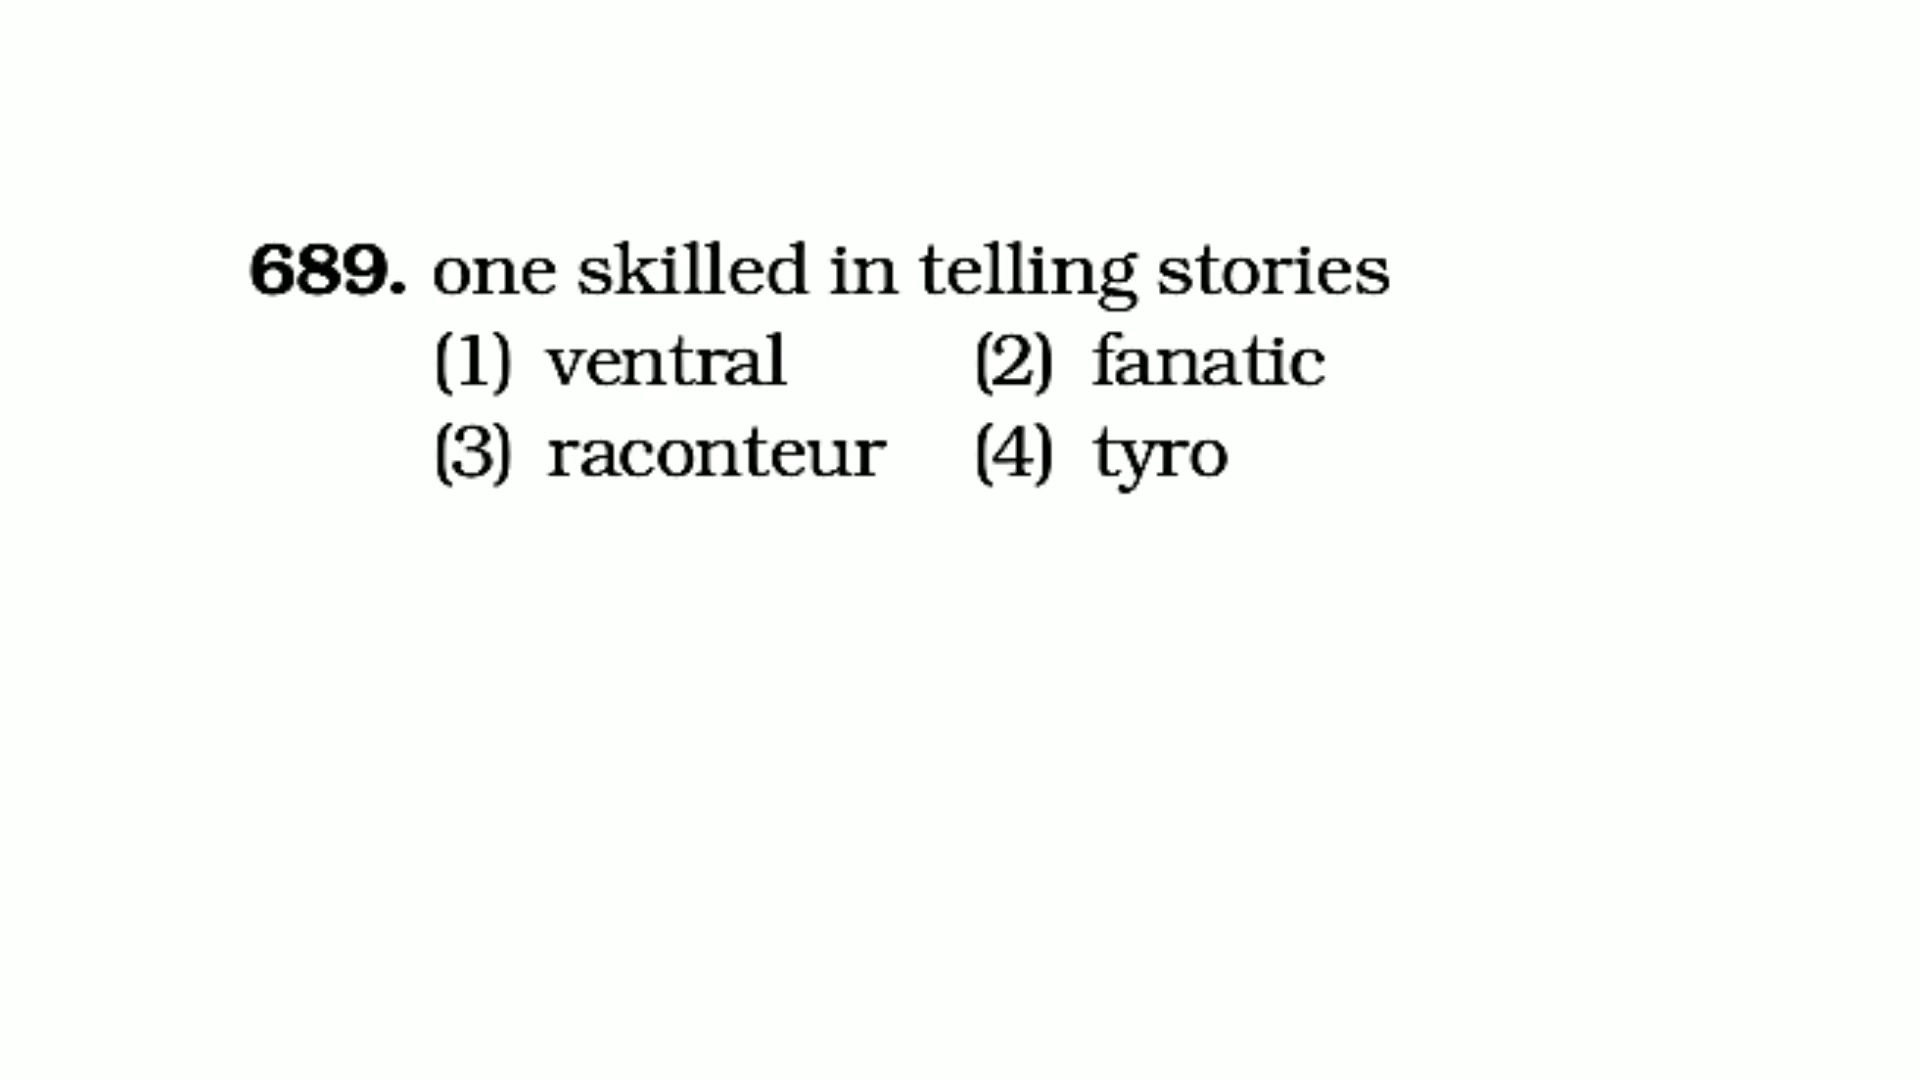 689. one skilled in telling stories
(1) ventral (2) fanatic
(3) raconteur (4) tyro